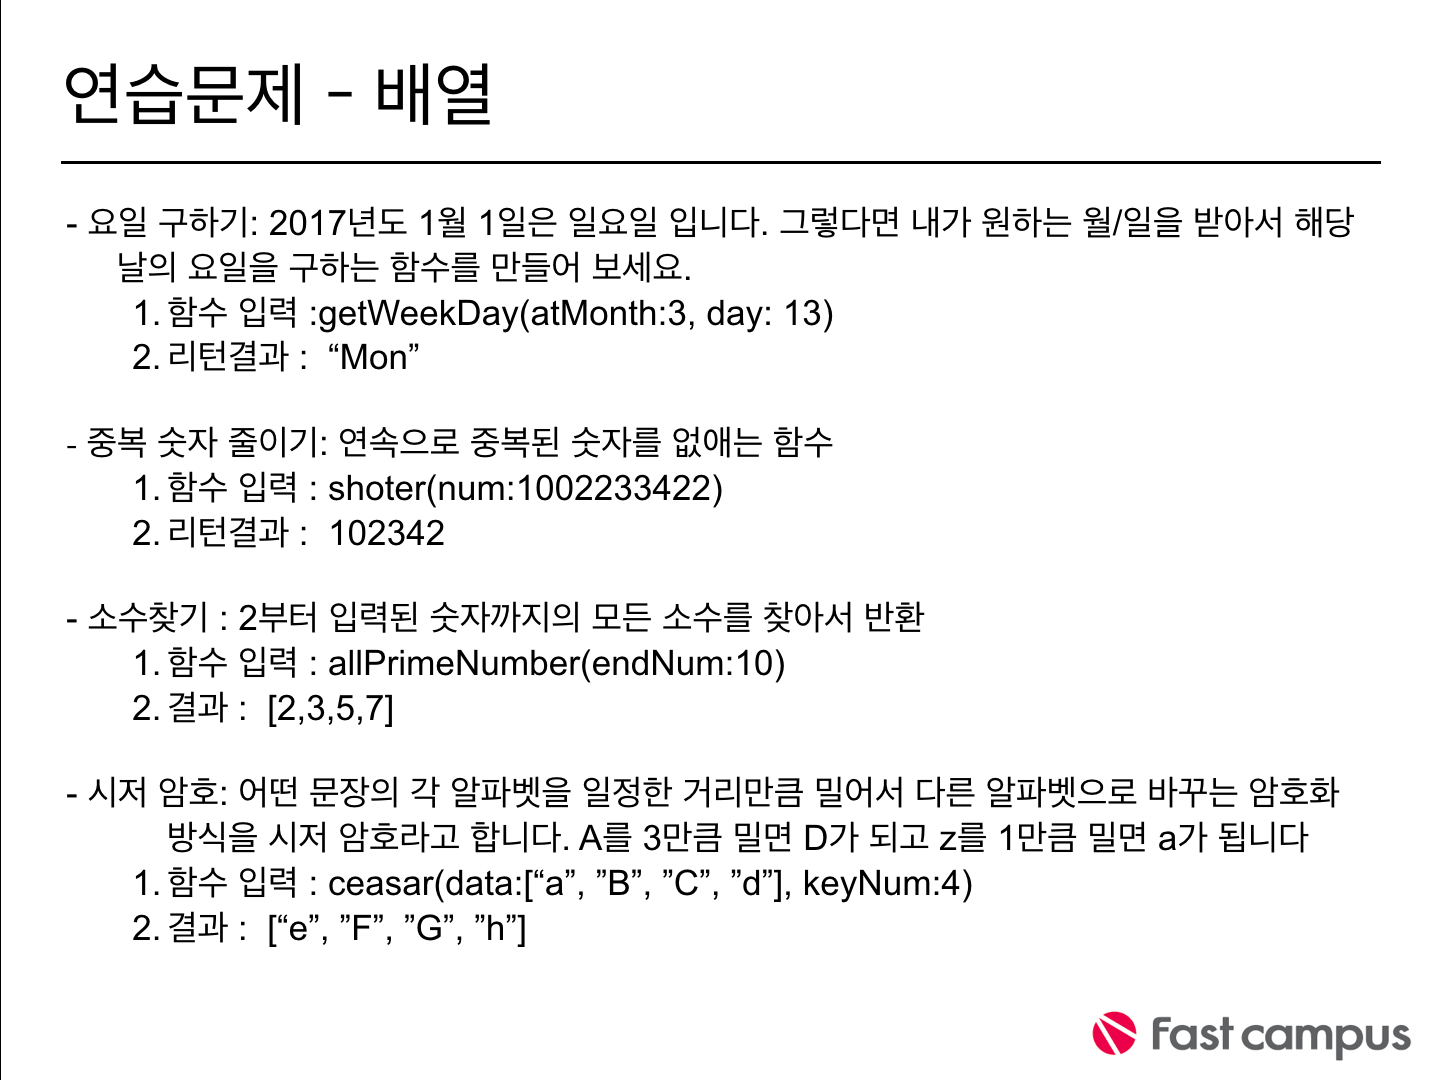 연습문제 - 배열
- 요일 구하기: 2017년도 1월 1일은 일요일 입니다. 그렇다면 내가 원하는 월/일을 받아서 해당
날의 요일을 구하는 함수를 만들어 보세요.
1. 함수 입력 :getWeekDay(atMonth:3, day: 13)
2. 리턴결과 : “Mon”
- 중복 숫자 줄이기: 연속으로 중복된 숫자를 없애는 함수
1. 함수 입력 : shoter(num:1002233422)
2. 리턴결과 : 102342
- 소수찾기 : 2부터 입력된 숫자까지의 모든 소수를 찾아서 반환
1. 함수 입력 : allPrimeNumber(endNum:10)
2. 결과 : [2,3,5,7]
- 시저 암호: 어떤 문장의 각 알파벳을 일정한 거리만큼 밀어서 다른 알파벳으로 바꾸는 암호화
방식을 시저 암호라고 합니다. A를 3만큼 밀면 D가 되고 z를 1만큼 밀면 a가 됩니다
1. 함수 입력 : ceasar(data:[“a”, ”B”, ”C”, ”d”], keyNum:4)
2. 결과 : [“e”, ”F”, ”G”, ”h”]
fast campus